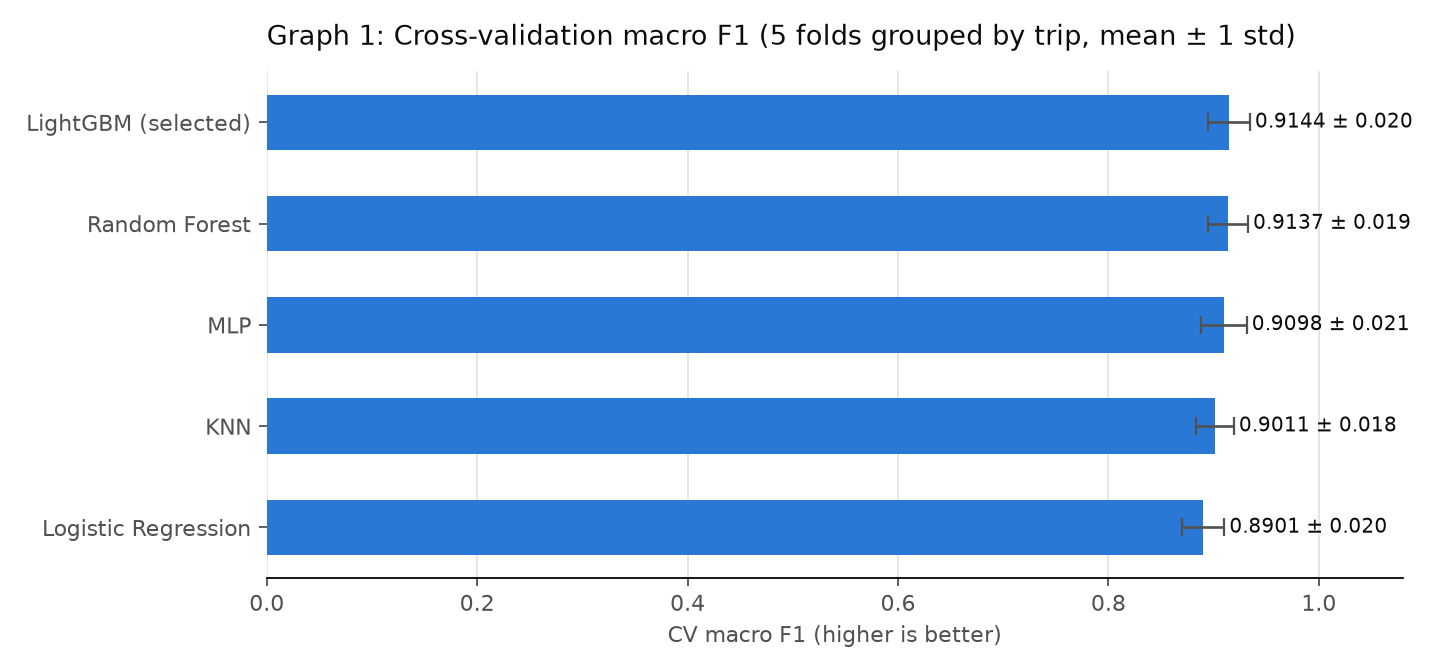 Graph 1: Cross-validation macro F1 (5 folds grouped by trip, mean ± 1 std)
LightGBM (selected)
0.9144 ± 0.020
Random Forest
0.9137 ± 0.019
MLP
0.9098 ± 0.021
KNN
0.9011 ± 0.018
Logistic Regression
0.8901 ± 0.020
0.0 0.2 0.4 0.6 0.8 1.0
CV macro F1 (higher is better)